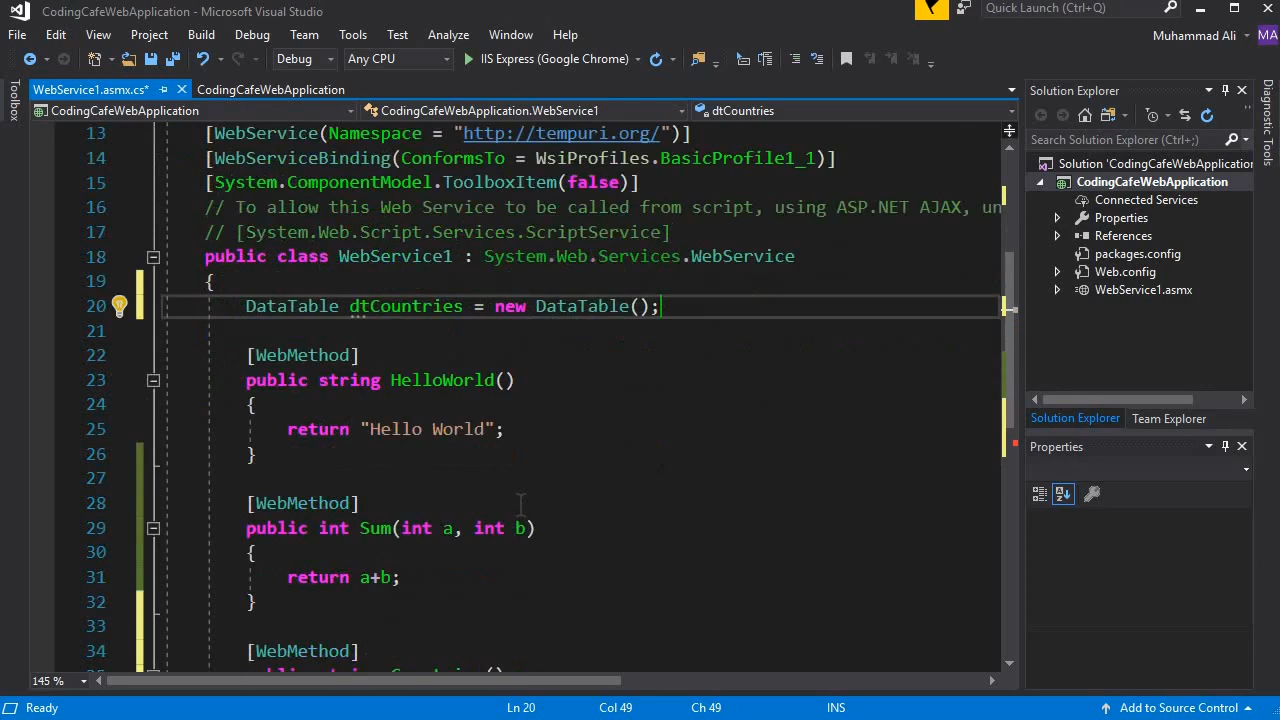 CodingCafeWebApplication - Microsoft Visual Studio
Quick Launch (Ctrl+Q)
File Edit View Project Build Debug Team Tools Test Analyze Window Help
Muhammad Ali MA
Debug Any CPU IIS Express (Google Chrome)
Toolbox
WebService1.asmx.cs* CodingCafeWebApplication
CodingCafeWebApplication CodingCafeWebApplication.WebService1 dtCountries
13 [WebService(Namespace = "http://tempuri.org/")]
14 [WebServiceBinding(ConformsTo = WsiProfiles.BasicProfile1_1)]
15 [System.ComponentModel.ToolboxItem(false)]
16 // To allow this Web Service to be called from script, using ASP.NET AJAX, un
17 // [System.Web.Script.Services.ScriptService]
18 public class WebService1 : System.Web.Services.WebService
19 {
20 DataTable dtCountries = new DataTable();
21
22 [WebMethod]
23 public string HelloWorld()
24 {
25 return "Hello World";
26 }
27
28 [WebMethod]
29 public int Sum(int a, int b)
30 {
31 return a+b;
32 }
33
34 [WebMethod]
145 %
Solution Explorer
Search Solution Explorer (Ctrl+;)
Solution 'CodingCafeWebApplication
CodingCafeWebApplication
Connected Services
Properties
References
packages.config
Web.config
WebService1.asmx
Solution Explorer Team Explorer
Properties
Diagnostic Tools
Ready Ln 20 Col 49 Ch 49 INS Add to Source Control